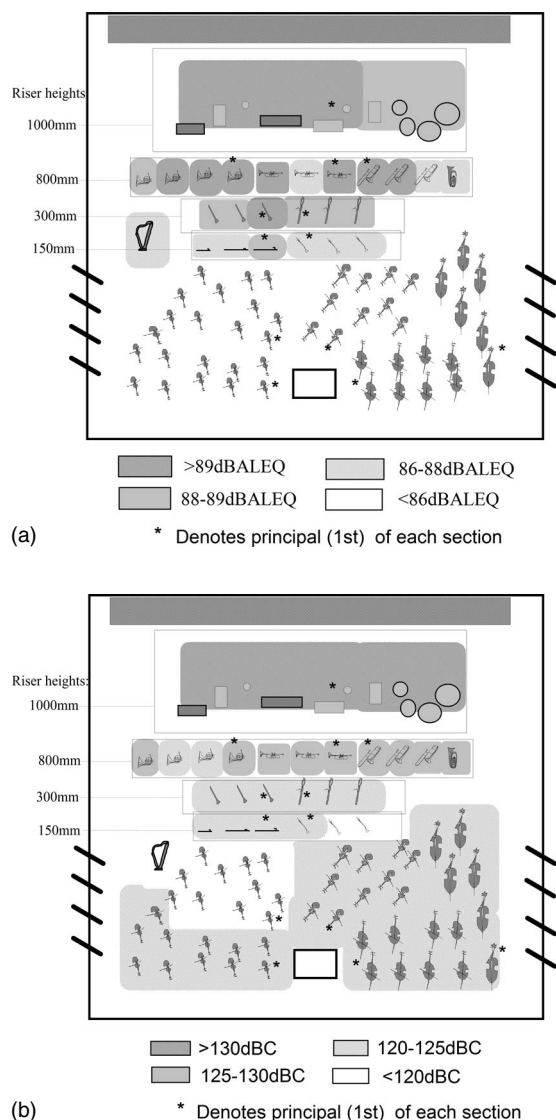 (a)
Riser heights:
1000mm
*
800mm
* * *
300mm
* *
150mm
* *
*
* *
* *
>89dBALEQ 86-88dBALEQ
88-89dBALEQ <86dBALEQ
* Denotes principal (1st) of each section
(b)
Riser heights:
1000mm
*
800mm
* * *
300mm
* *
150mm
* *
*
* *
* *
>130dBC 120-125dBC
125-130dBC <120dBC
* Denotes principal (1st) of each section